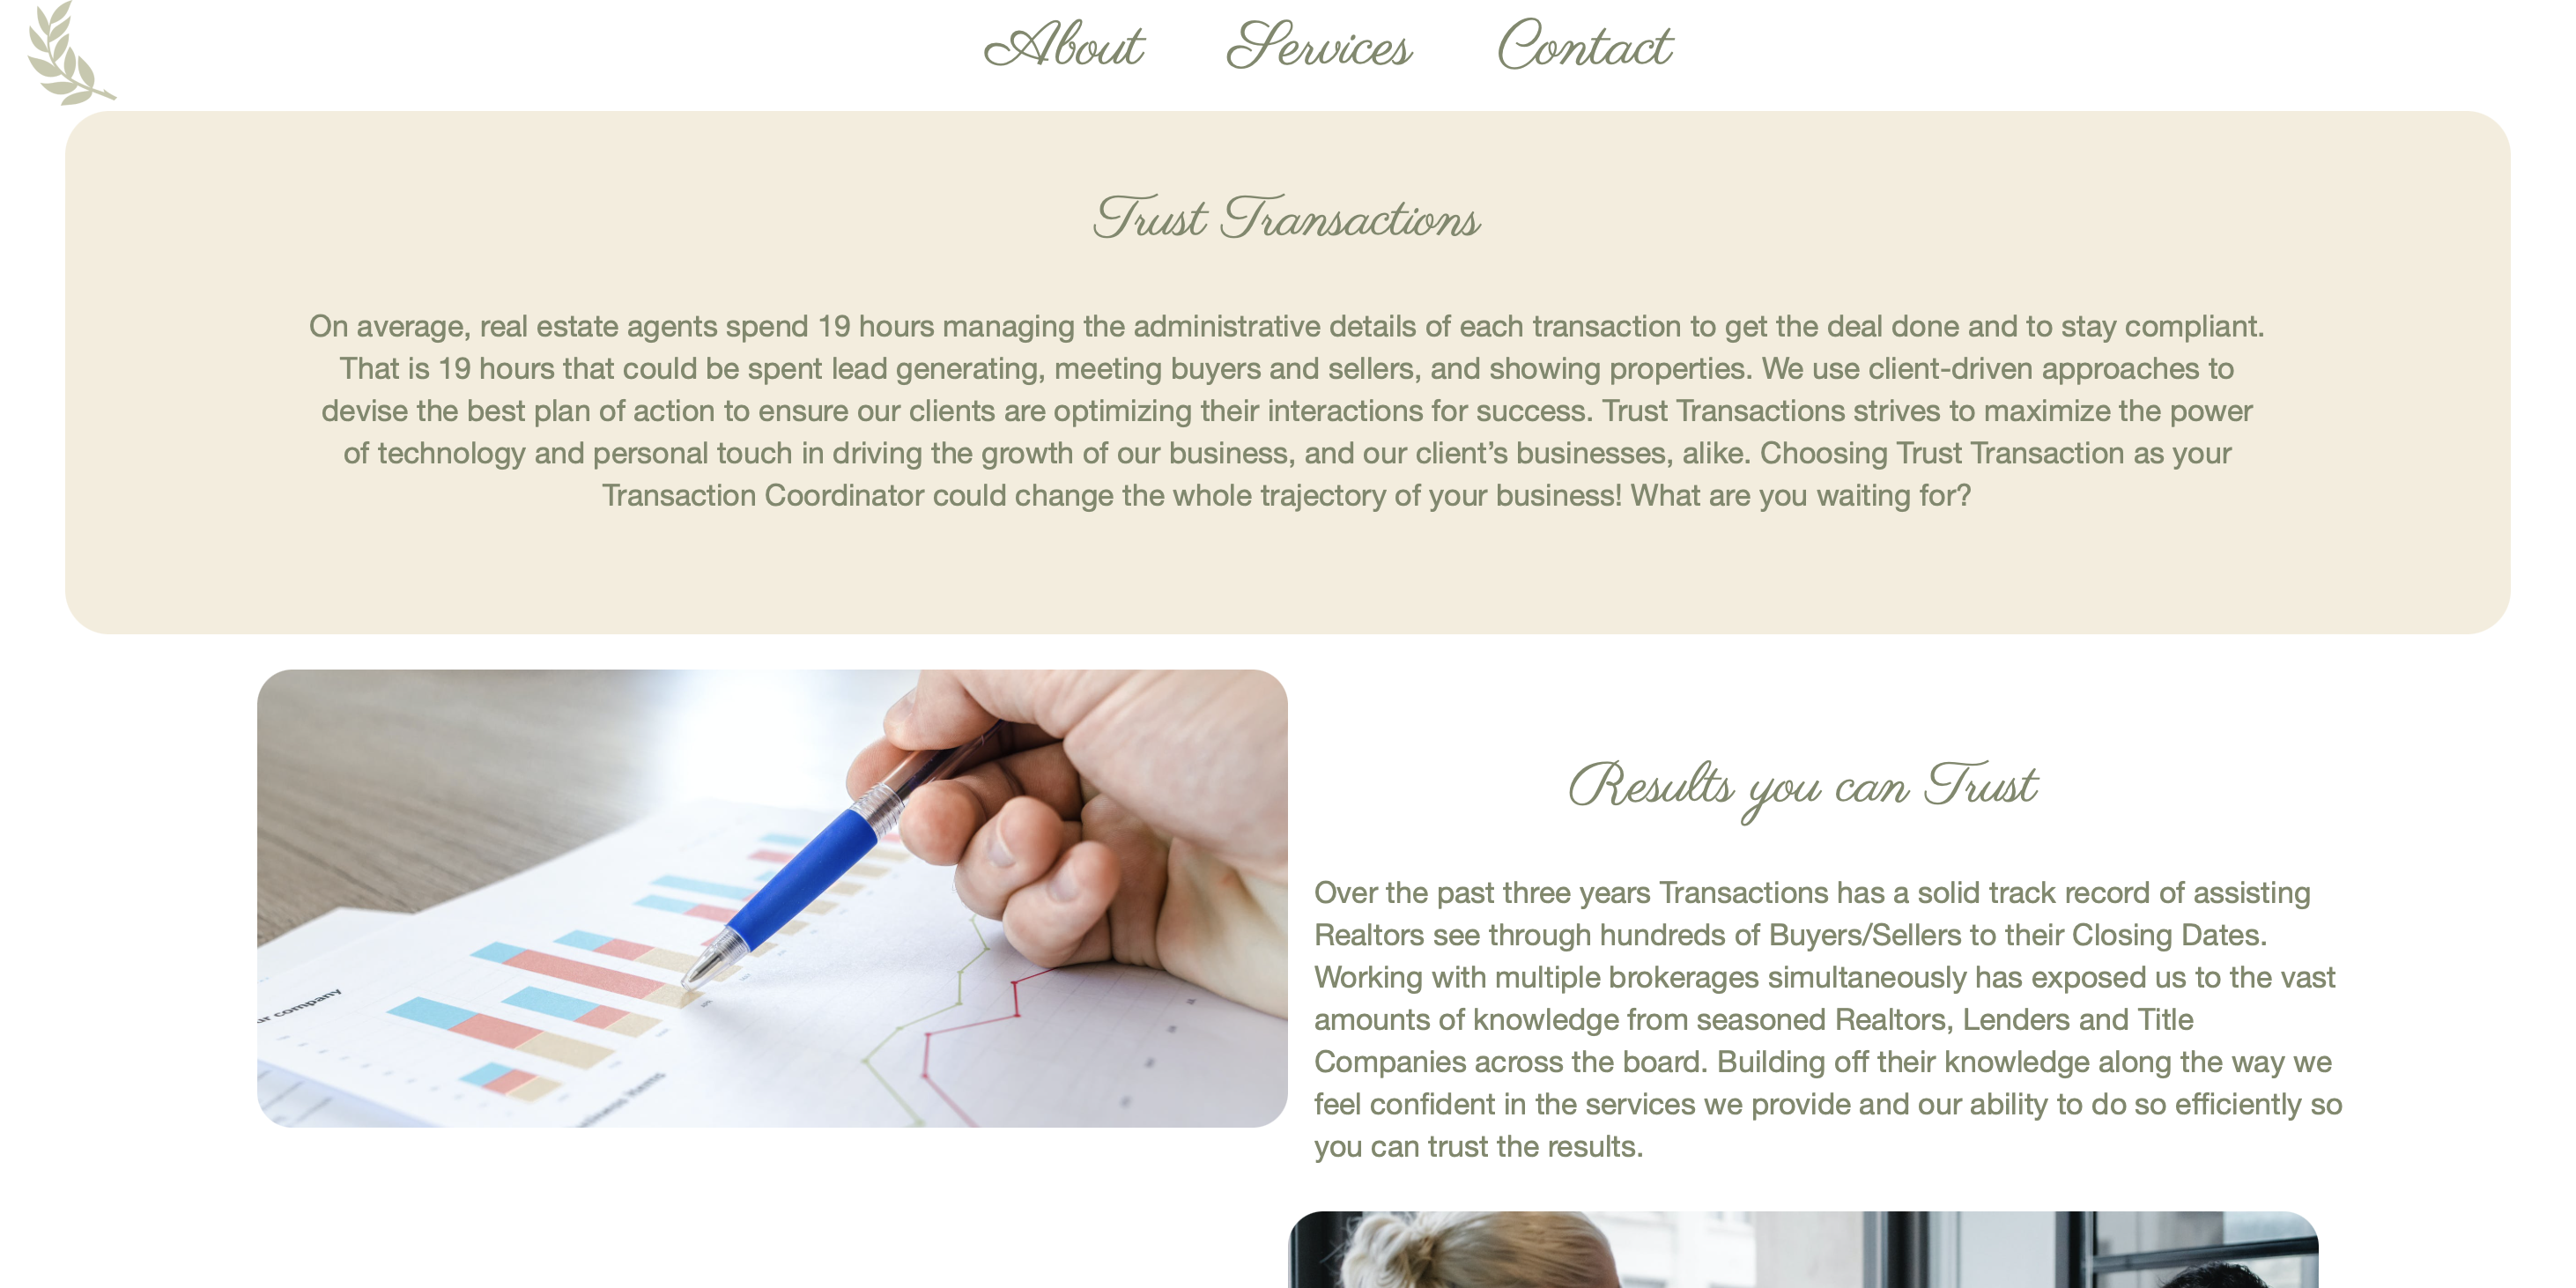 About Services Contact
Trust Transactions
On average, real estate agents spend 19 hours managing the administrative details of each transaction to get the deal done and to stay compliant.
That is 19 hours that could be spent lead generating, meeting buyers and sellers, and showing properties. We use client-driven approaches to
devise the best plan of action to ensure our clients are optimizing their interactions for success. Trust Transactions strives to maximize the power
of technology and personal touch in driving the growth of our business, and our client’s businesses, alike. Choosing Trust Transaction as your
Transaction Coordinator could change the whole trajectory of your business! What are you waiting for?
Results you can Trust
Over the past three years Transactions has a solid track record of assisting
Realtors see through hundreds of Buyers/Sellers to their Closing Dates.
Working with multiple brokerages simultaneously has exposed us to the vast
amounts of knowledge from seasoned Realtors, Lenders and Title
Companies across the board. Building off their knowledge along the way we
feel confident in the services we provide and our ability to do so efficiently so
you can trust the results.
company